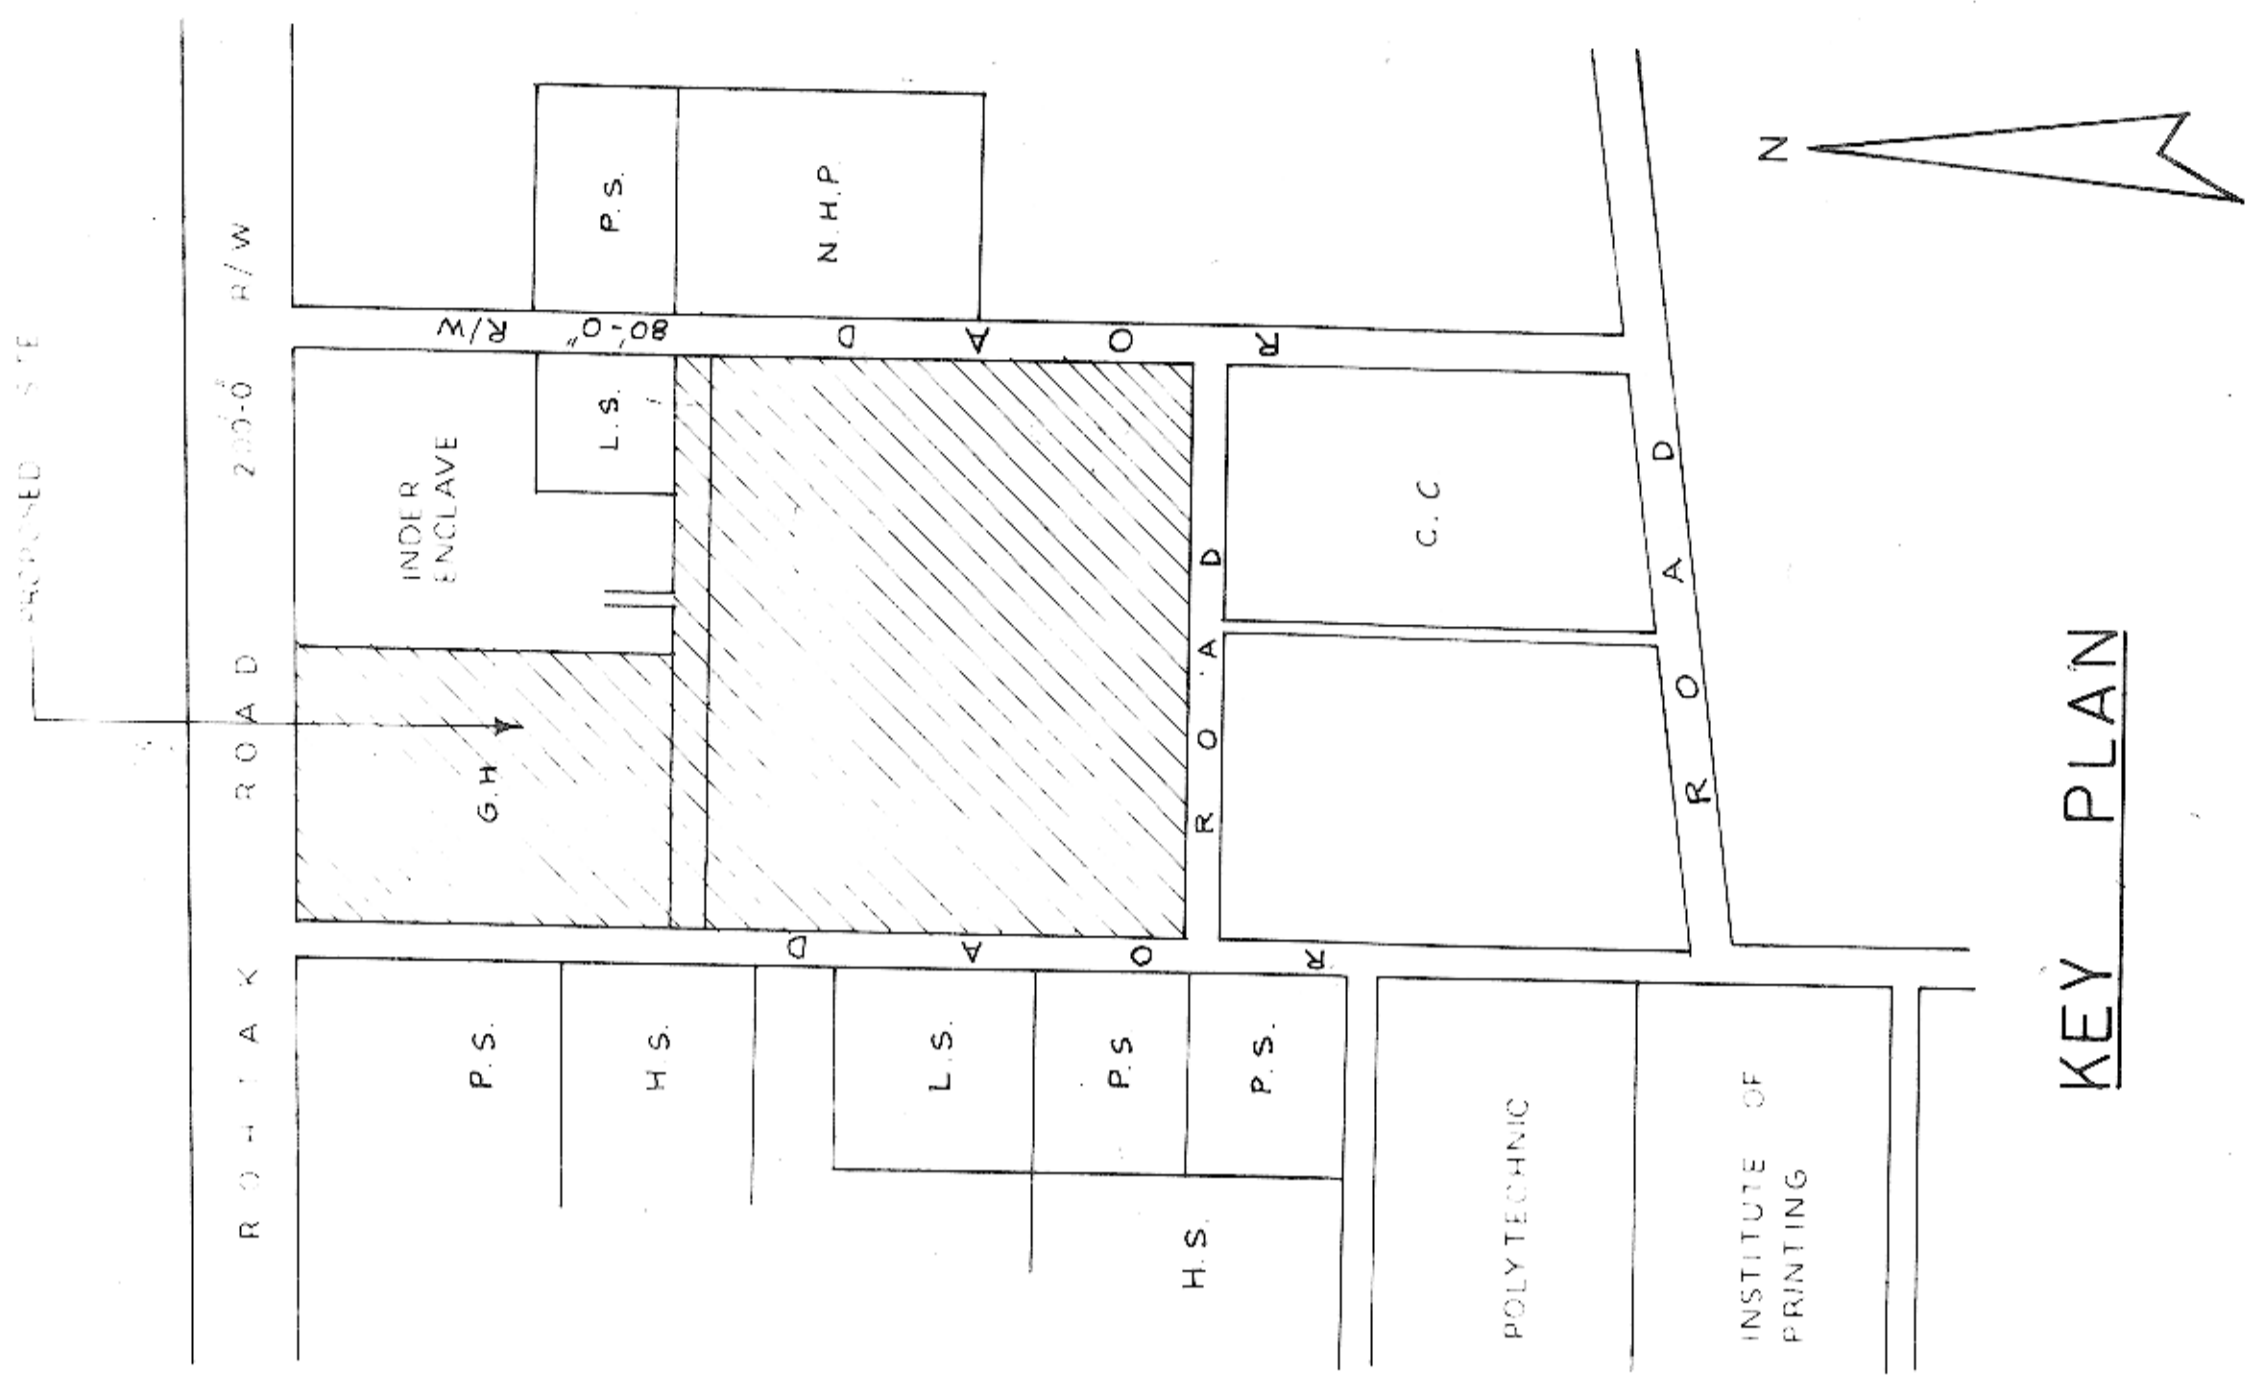 PROPOSED SITE
ROHTAK ROAD 200'-0" R/W
P.S.
N.H.P
R/W 80'-0" ROAD
L.S.
INDER
ENCLAVE
G.H
ROAD
C.C
ROAD
ROAD
P.S.
H.S.
L.S.
P.S
P.S.
H.S.
POLYTECHNIC
INSTITUTE OF
PRINTING
N
KEY PLAN